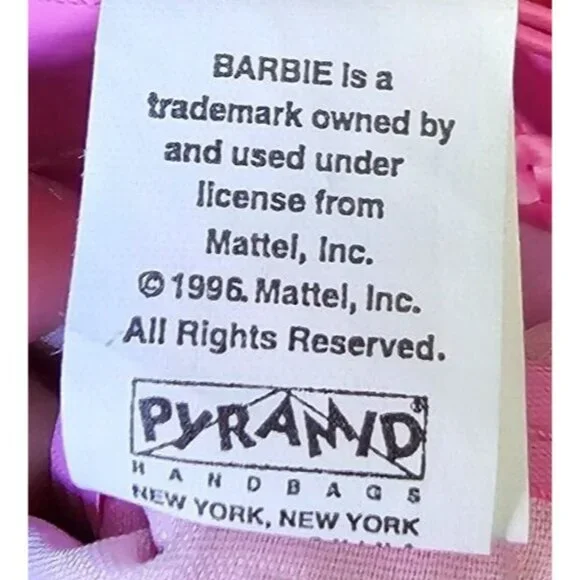 BARBIE is a
trademark owned by
and used under
license from
Mattel, Inc.
© 1996. Mattel, Inc.
All Rights Reserved.
PYRAMID®
HANDBAGS
NEW YORK, NEW YORK